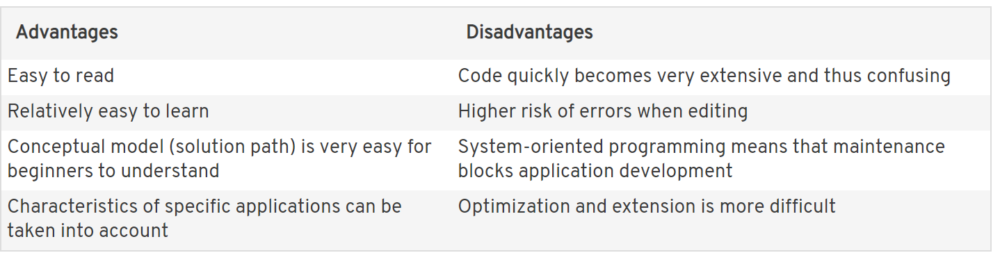 Advantages Disadvantages
Easy to read Code quickly becomes very extensive and thus confusing
Relatively easy to learn Higher risk of errors when editing
Conceptual model (solution path) is very easy for System-oriented programming means that maintenance
beginners to understand blocks application development
Characteristics of specific applications can be Optimization and extension is more difficult
taken into account